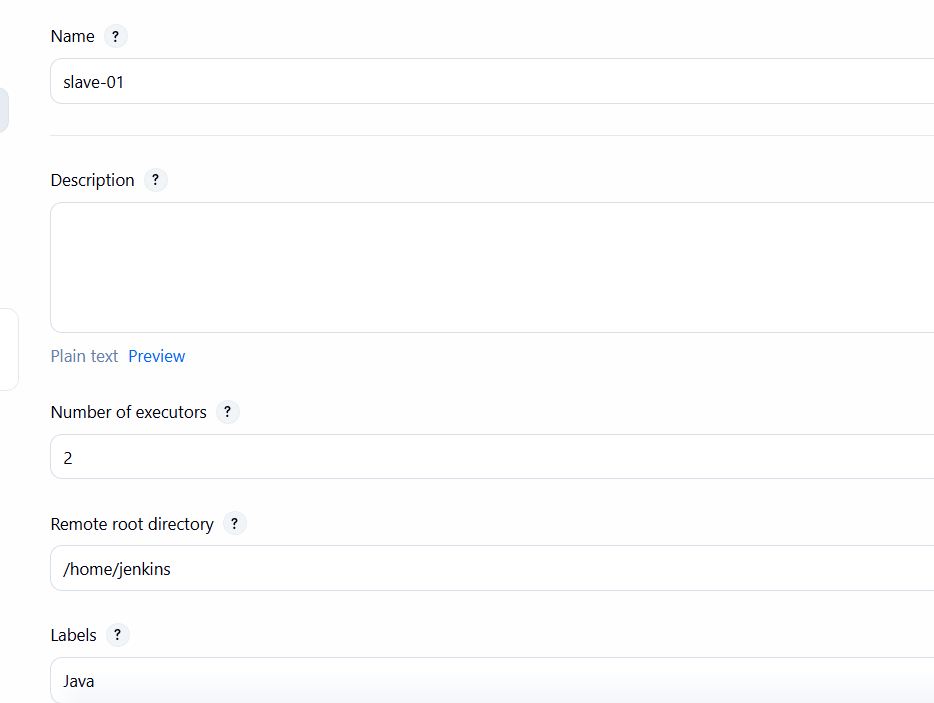 Name ?
slave-01
Description ?
Plain text Preview
Number of executors ?
2
Remote root directory ?
/home/jenkins
Labels ?
Java